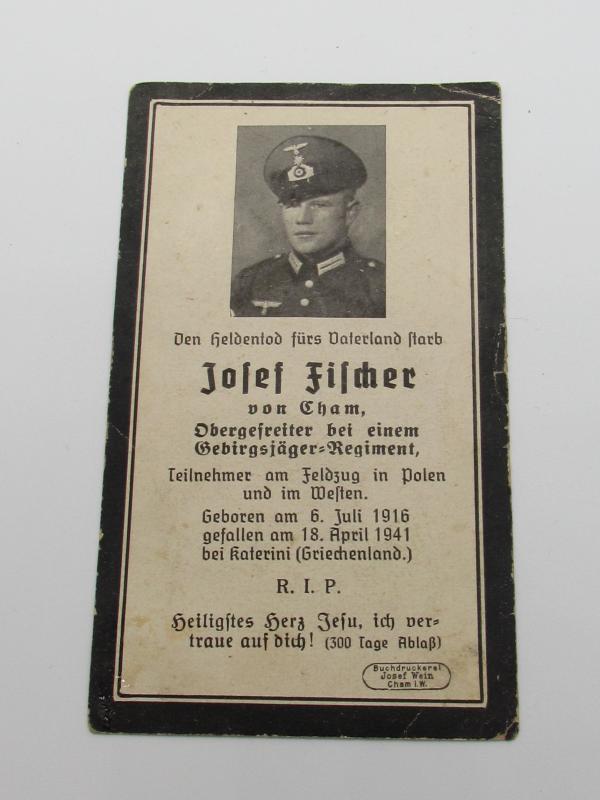 Den Heldentod fürs Vaterland starb
Josef Fischer
von Cham,
Obergefreiter bei einem
Gebirgsjäger-Regiment,
Teilnehmer am Feldzug in Polen
und im Westen.
Geboren am 6. Juli 1916
gefallen am 18. April 1941
bei Katerini (Griechenland.)
R. I. P.
Heiligstes Herz Jesu, ich ver-
traue auf dich! (300 Tage Ablaß)
Buchdruckerei
Josef Wein
Cham i.W.